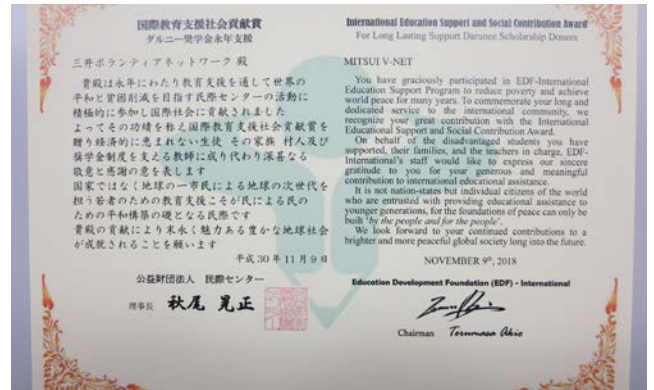 国際教育支援社会貢献賞
ダルニー奨学金永年支援
三井ボランティアネットワーク 殿
貴殿は永年にわたり教育支援を通して世界の
平和と貧困削減を目指す民際センターの活動に
積極的に参加し国際社会に貢献されました
よってその功績を称え国際教育支援社会貢献賞を
贈り経済的に恵まれない生徒 その家族 村人及び
奨学金制度を支える教師に成り代わり深甚なる
敬意と感謝の意を表します
国家ではなく地球の一市民による地球の次世代を
担う若者のための教育支援こそが民による民の
ための平和構築の礎となる民際です
貴殿の貢献により末永く魅力ある豊かな地球社会
が成就されることを願います
平成30年11月9日
公益財団法人 民際センター
理事長 秋尾 晃正
International Education Support and Social Contribution Award
For Long Lasting Support Darunee Scholarship Donors
MITSUI V-NET
You have graciously participated in EDF-International
Education Support Program to reduce poverty and achieve
world peace for many years. To commemorate your long and
dedicated service to the international community, we
recognize your great contribution with the International
Educational Support and Social Contribution Award.
On behalf of the disadvantaged students you have
supported, their families, and the teachers in charge, EDF-
International's staff would like to express our sincere
gratitude to you for your generous and meaningful
contribution to international educational assistance.
It is not nation-states but individual citizens of the world
who are entrusted with providing educational assistance to
younger generations, for the foundations of peace can only be
built 'by the people and for the people'.
We look forward to your continued contributions to a
brighter and more peaceful global society long into the future.
NOVEMBER 9th, 2018
Education Development Foundation (EDF) - International
Chairman Terumasa Akio